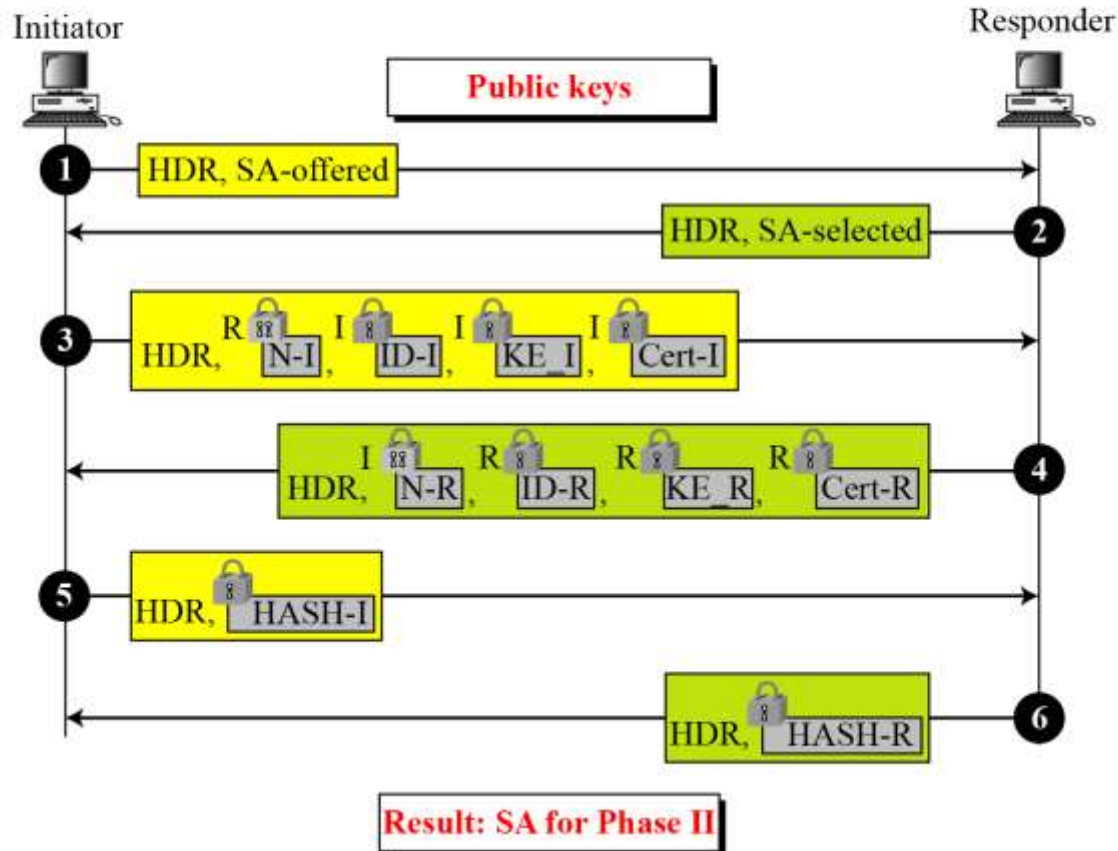 Initiator
Responder
Public keys
1
HDR, SA-offered
HDR, SA-selected
2
3
R I I I
HDR, N-I, ID-I, KE_I, Cert-I
I R R R
HDR, N-R, ID-R, KE_R, Cert-R
4
5
HDR, HASH-I
HDR, HASH-R
6
Result: SA for Phase II